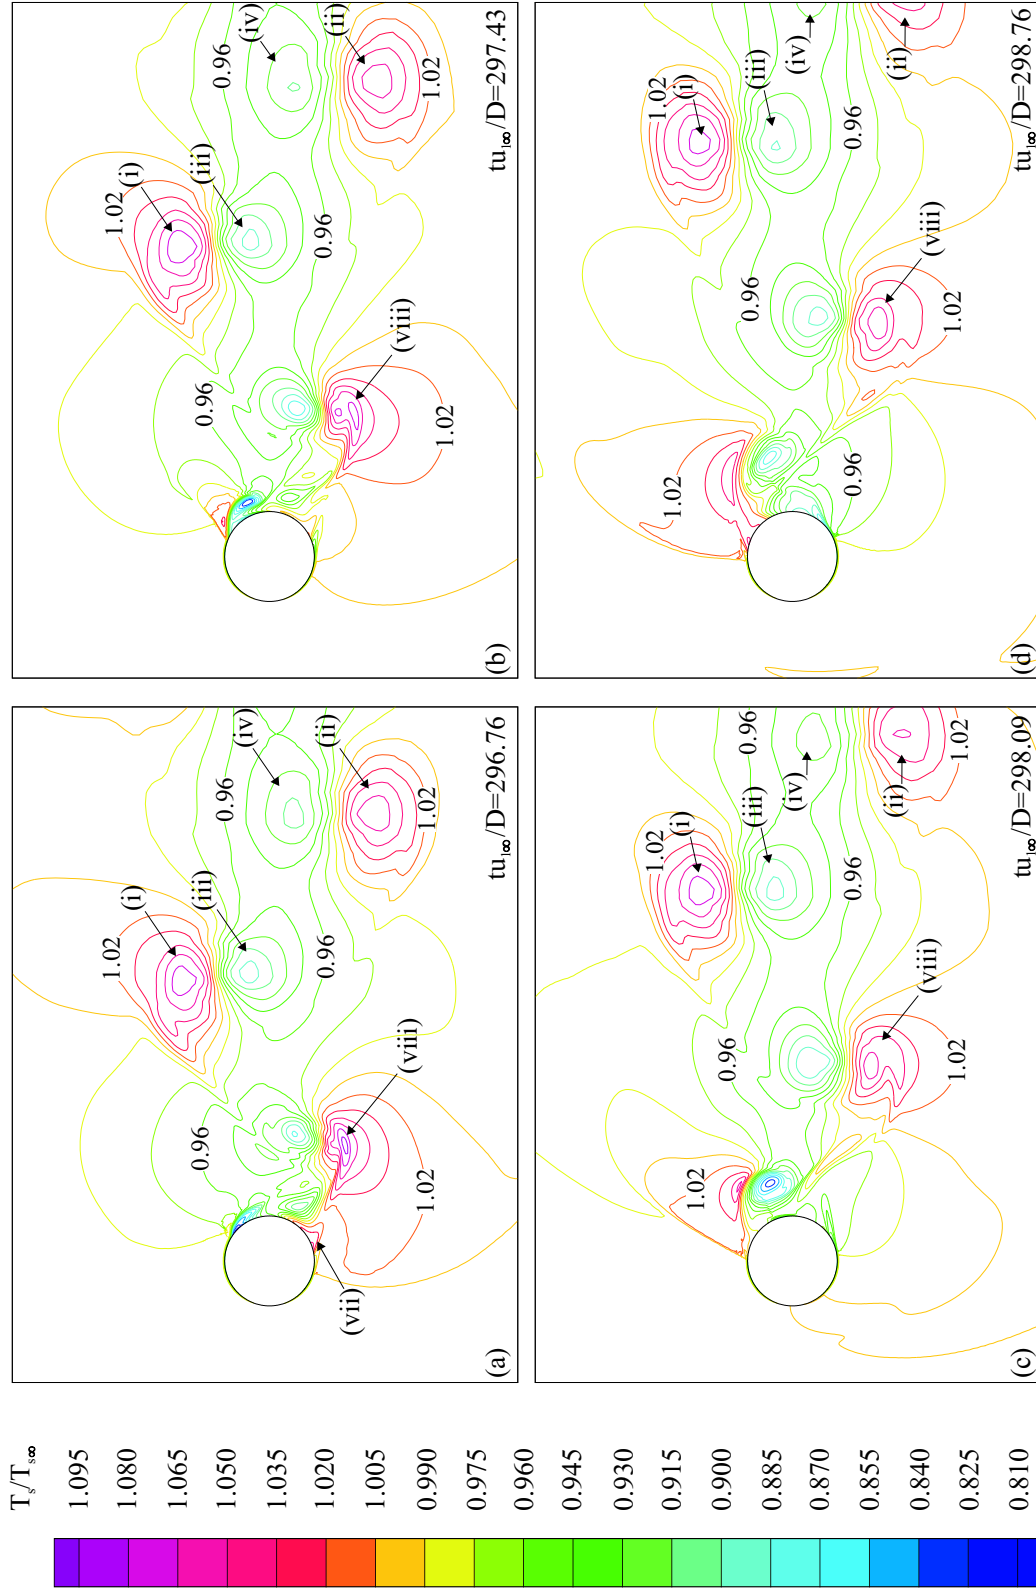 T_s/T_s∞
1.095
1.080
1.065
1.050
1.035
1.020
1.005
0.990
0.975
0.960
0.945
0.930
0.915
0.900
0.885
0.870
0.855
0.840
0.825
0.810
(a)
1.02
(i)
(iii)
0.96
(iv)
0.96
0.96
(ii)
1.02
(vii)
(viii)
1.02
tu_1∞/D=296.76
(b)
1.02
(i)
(iii)
0.96
(iv)
(ii)
0.96
0.96
1.02
(viii)
1.02
tu_1∞/D=297.43
(c)
1.02
1.02
(i)
(iii)
0.96
0.96
(iv)
0.96
(ii)
1.02
(viii)
1.02
tu_1∞/D=298.09
(d)
1.02
1.02
(i)
(iii)
(iv)
0.96
0.96
0.96
(ii)
(viii)
1.02
tu_1∞/D=298.76